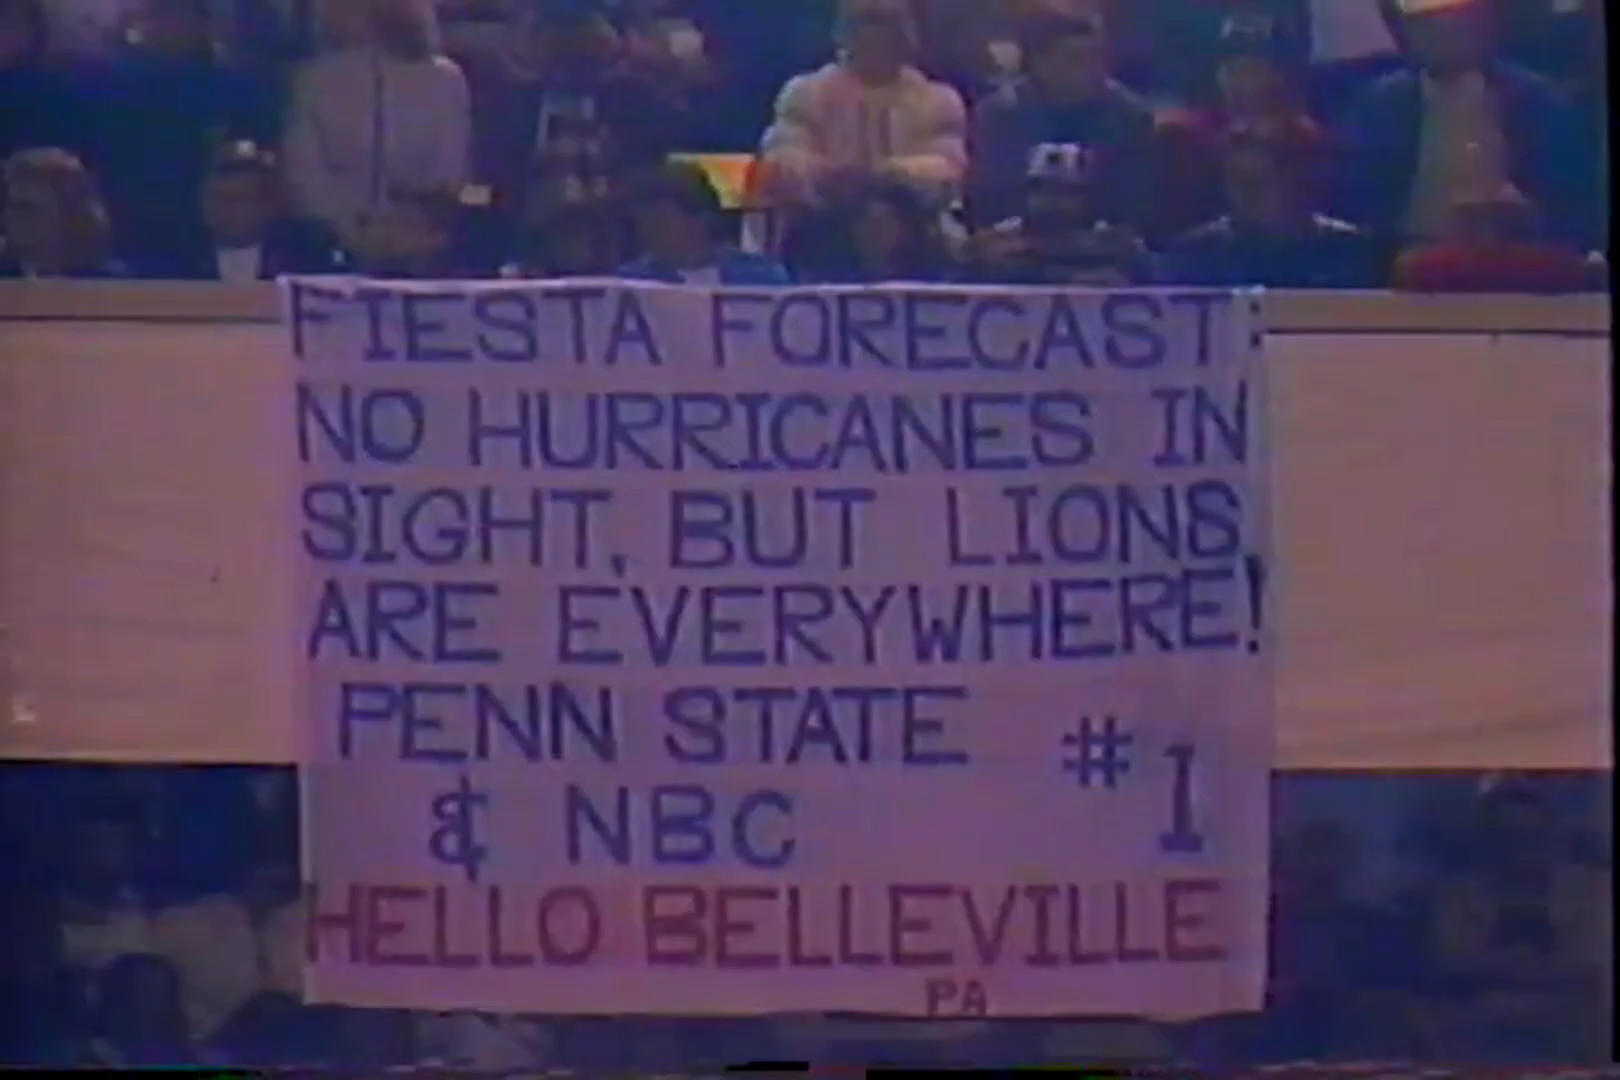 FIESTA FORECAST:
NO HURRICANES IN
SIGHT, BUT LIONS
ARE EVERYWHERE!
PENN STATE #1
& NBC
HELLO BELLEVILLE
PA